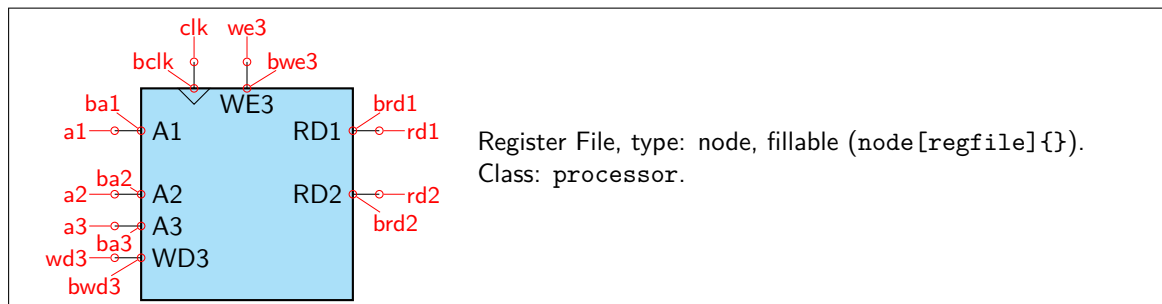 clk we3
bclk bwe3
WE3
ba1 brd1
a1 A1 RD1 rd1
Register File, type: node, fillable (node[regfile]{}).
Class: processor.
ba2
a2 A2 RD2 rd2
a3 A3 brd2
ba3
wd3 WD3
bwd3